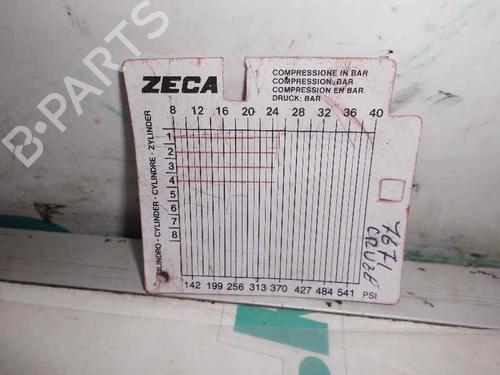 B-PARTS
ZECA
COMPRESSIONE IN BAR
COMPRESSION: BAR
COMPRESSION EN BAR
DRUCK: BAR
8 12 16 20 24 28 32 36 40
CILINDRO - CYLINDER - CYLINDRE - ZYLINDER
1
2
3
4
5
6
7
8
142 199 256 313 370 427 484 541 PSI
7671